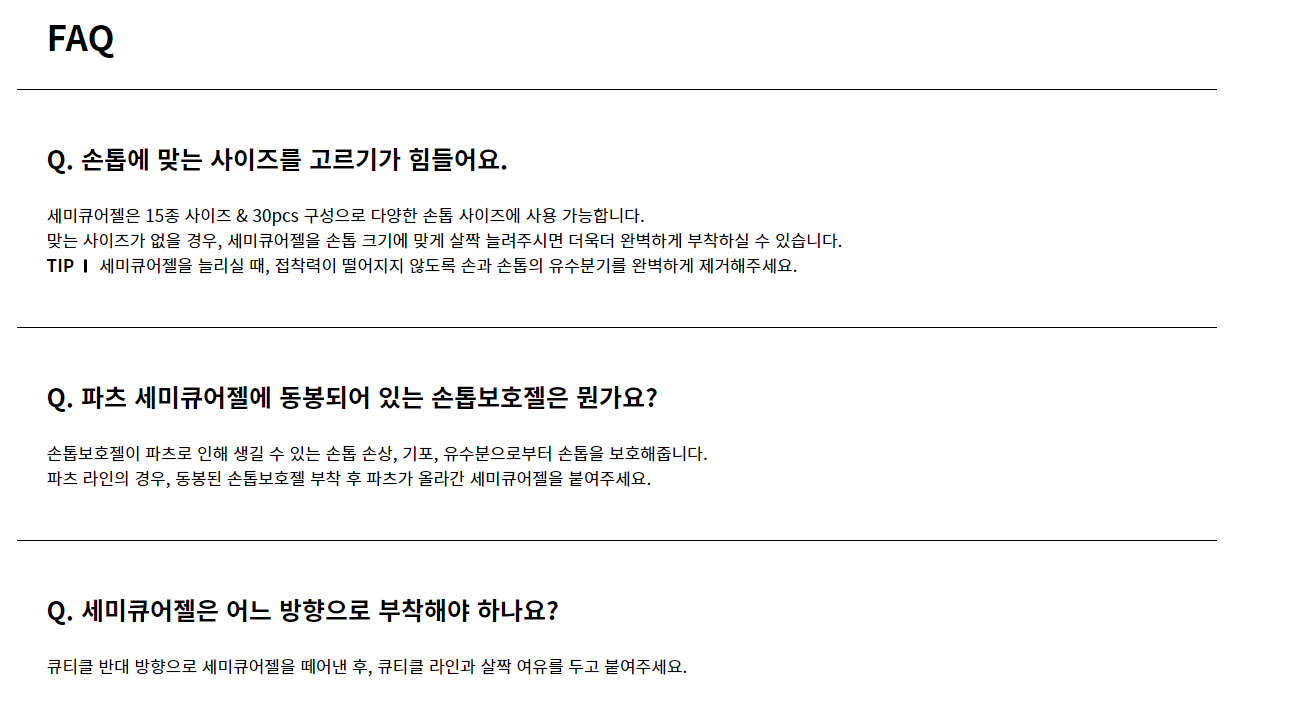 FAQ
Q. 손톱에 맞는 사이즈를 고르기가 힘들어요.
세미큐어젤은 15종 사이즈 & 30pcs 구성으로 다양한 손톱 사이즈에 사용 가능합니다.
맞는 사이즈가 없을 경우, 세미큐어젤을 손톱 크기에 맞게 살짝 늘려주시면 더욱더 완벽하게 부착하실 수 있습니다.
TIP ㅣ 세미큐어젤을 늘리실 때, 접착력이 떨어지지 않도록 손과 손톱의 유수분기를 완벽하게 제거해주세요.
Q. 파츠 세미큐어젤에 동봉되어 있는 손톱보호젤은 뭔가요?
손톱보호젤이 파츠로 인해 생길 수 있는 손톱 손상, 기포, 유수분으로부터 손톱을 보호해줍니다.
파츠 라인의 경우, 동봉된 손톱보호젤 부착 후 파츠가 올라간 세미큐어젤을 붙여주세요.
Q. 세미큐어젤은 어느 방향으로 부착해야 하나요?
큐티클 반대 방향으로 세미큐어젤을 떼어낸 후, 큐티클 라인과 살짝 여유를 두고 붙여주세요.